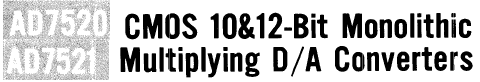 AD7520 CMOS 10&12-Bit Monolithic
AD7521 Multiplying D/A Converters